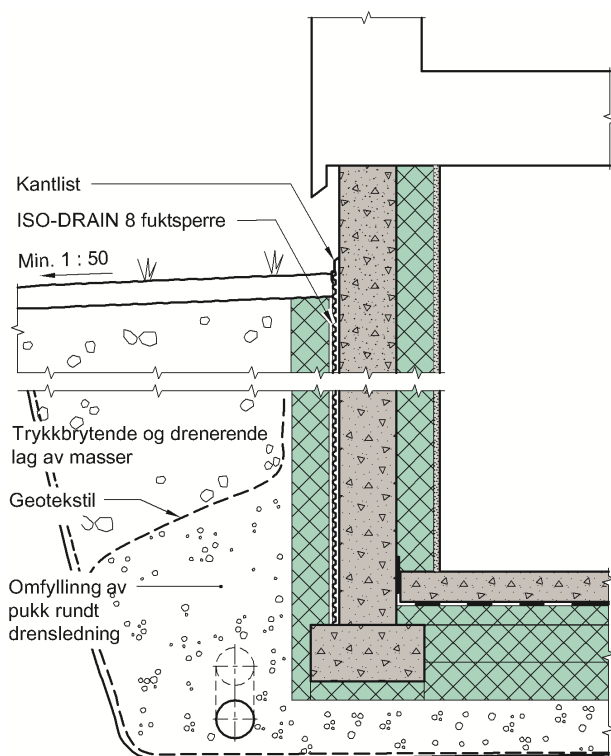 Kantlist
ISO-DRAIN 8 fuktsperre
Min. 1 : 50
Trykkbrytende og drenerende
lag av masser
Geotekstil
Omfyllinng av
pukk rundt
drensledning